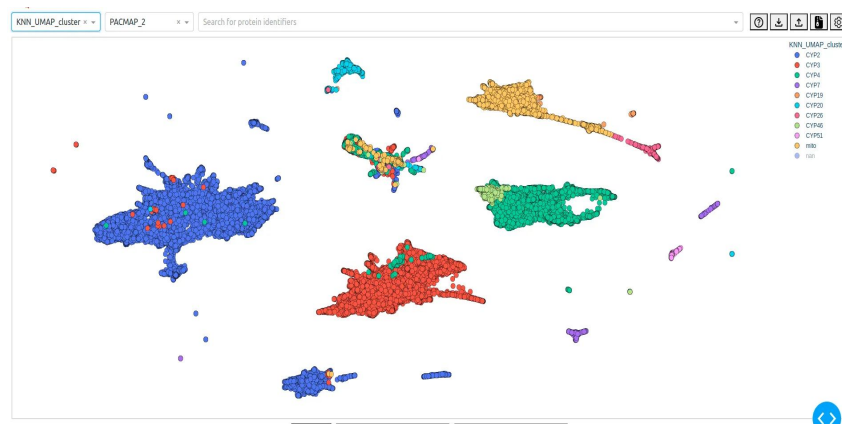 KNN_UMAP_cluster × PACMAP_2 × Search for protein identifiers
KNN_UMAP_cluste
CYP2
CYP3
CYP4
CYP7
CYP19
CYP20
CYP26
CYP46
CYP51
mito
nan